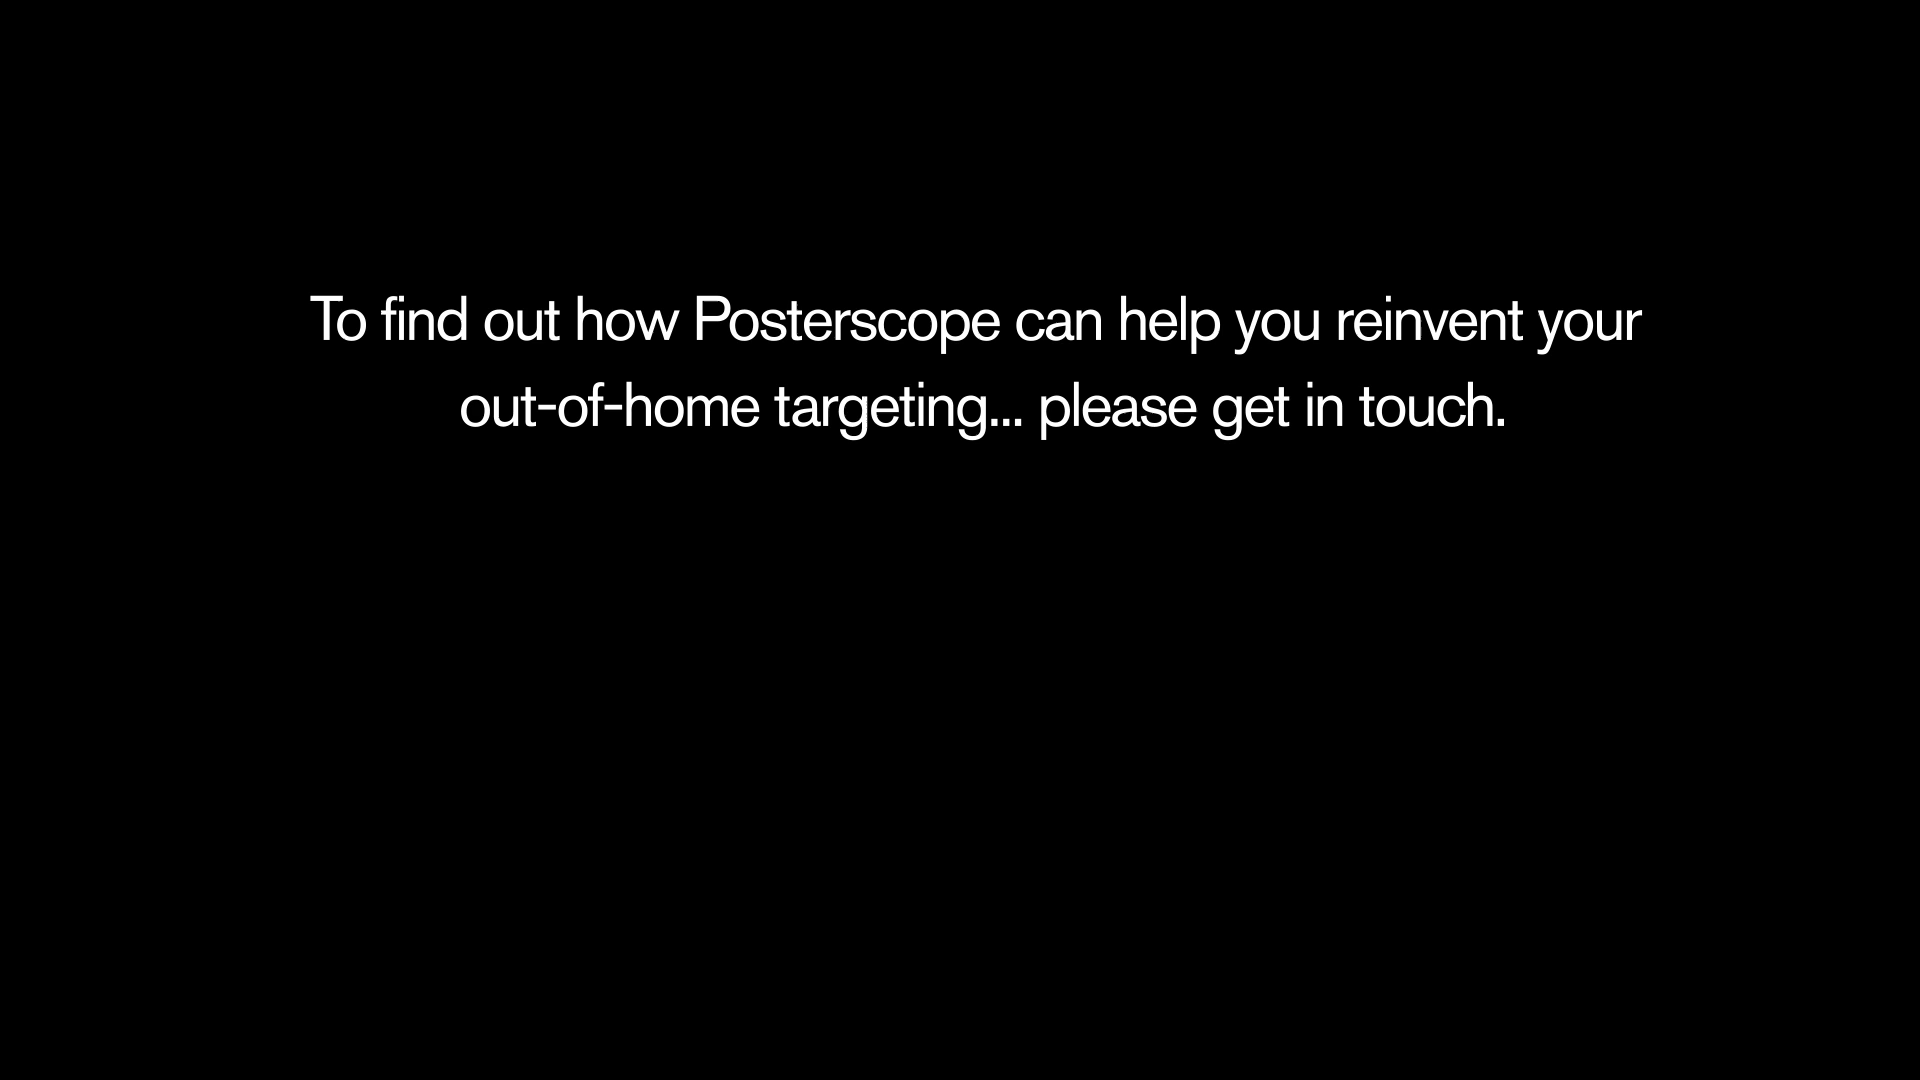 To find out how Posterscope can help you reinvent your
out-of-home targeting... please get in touch.